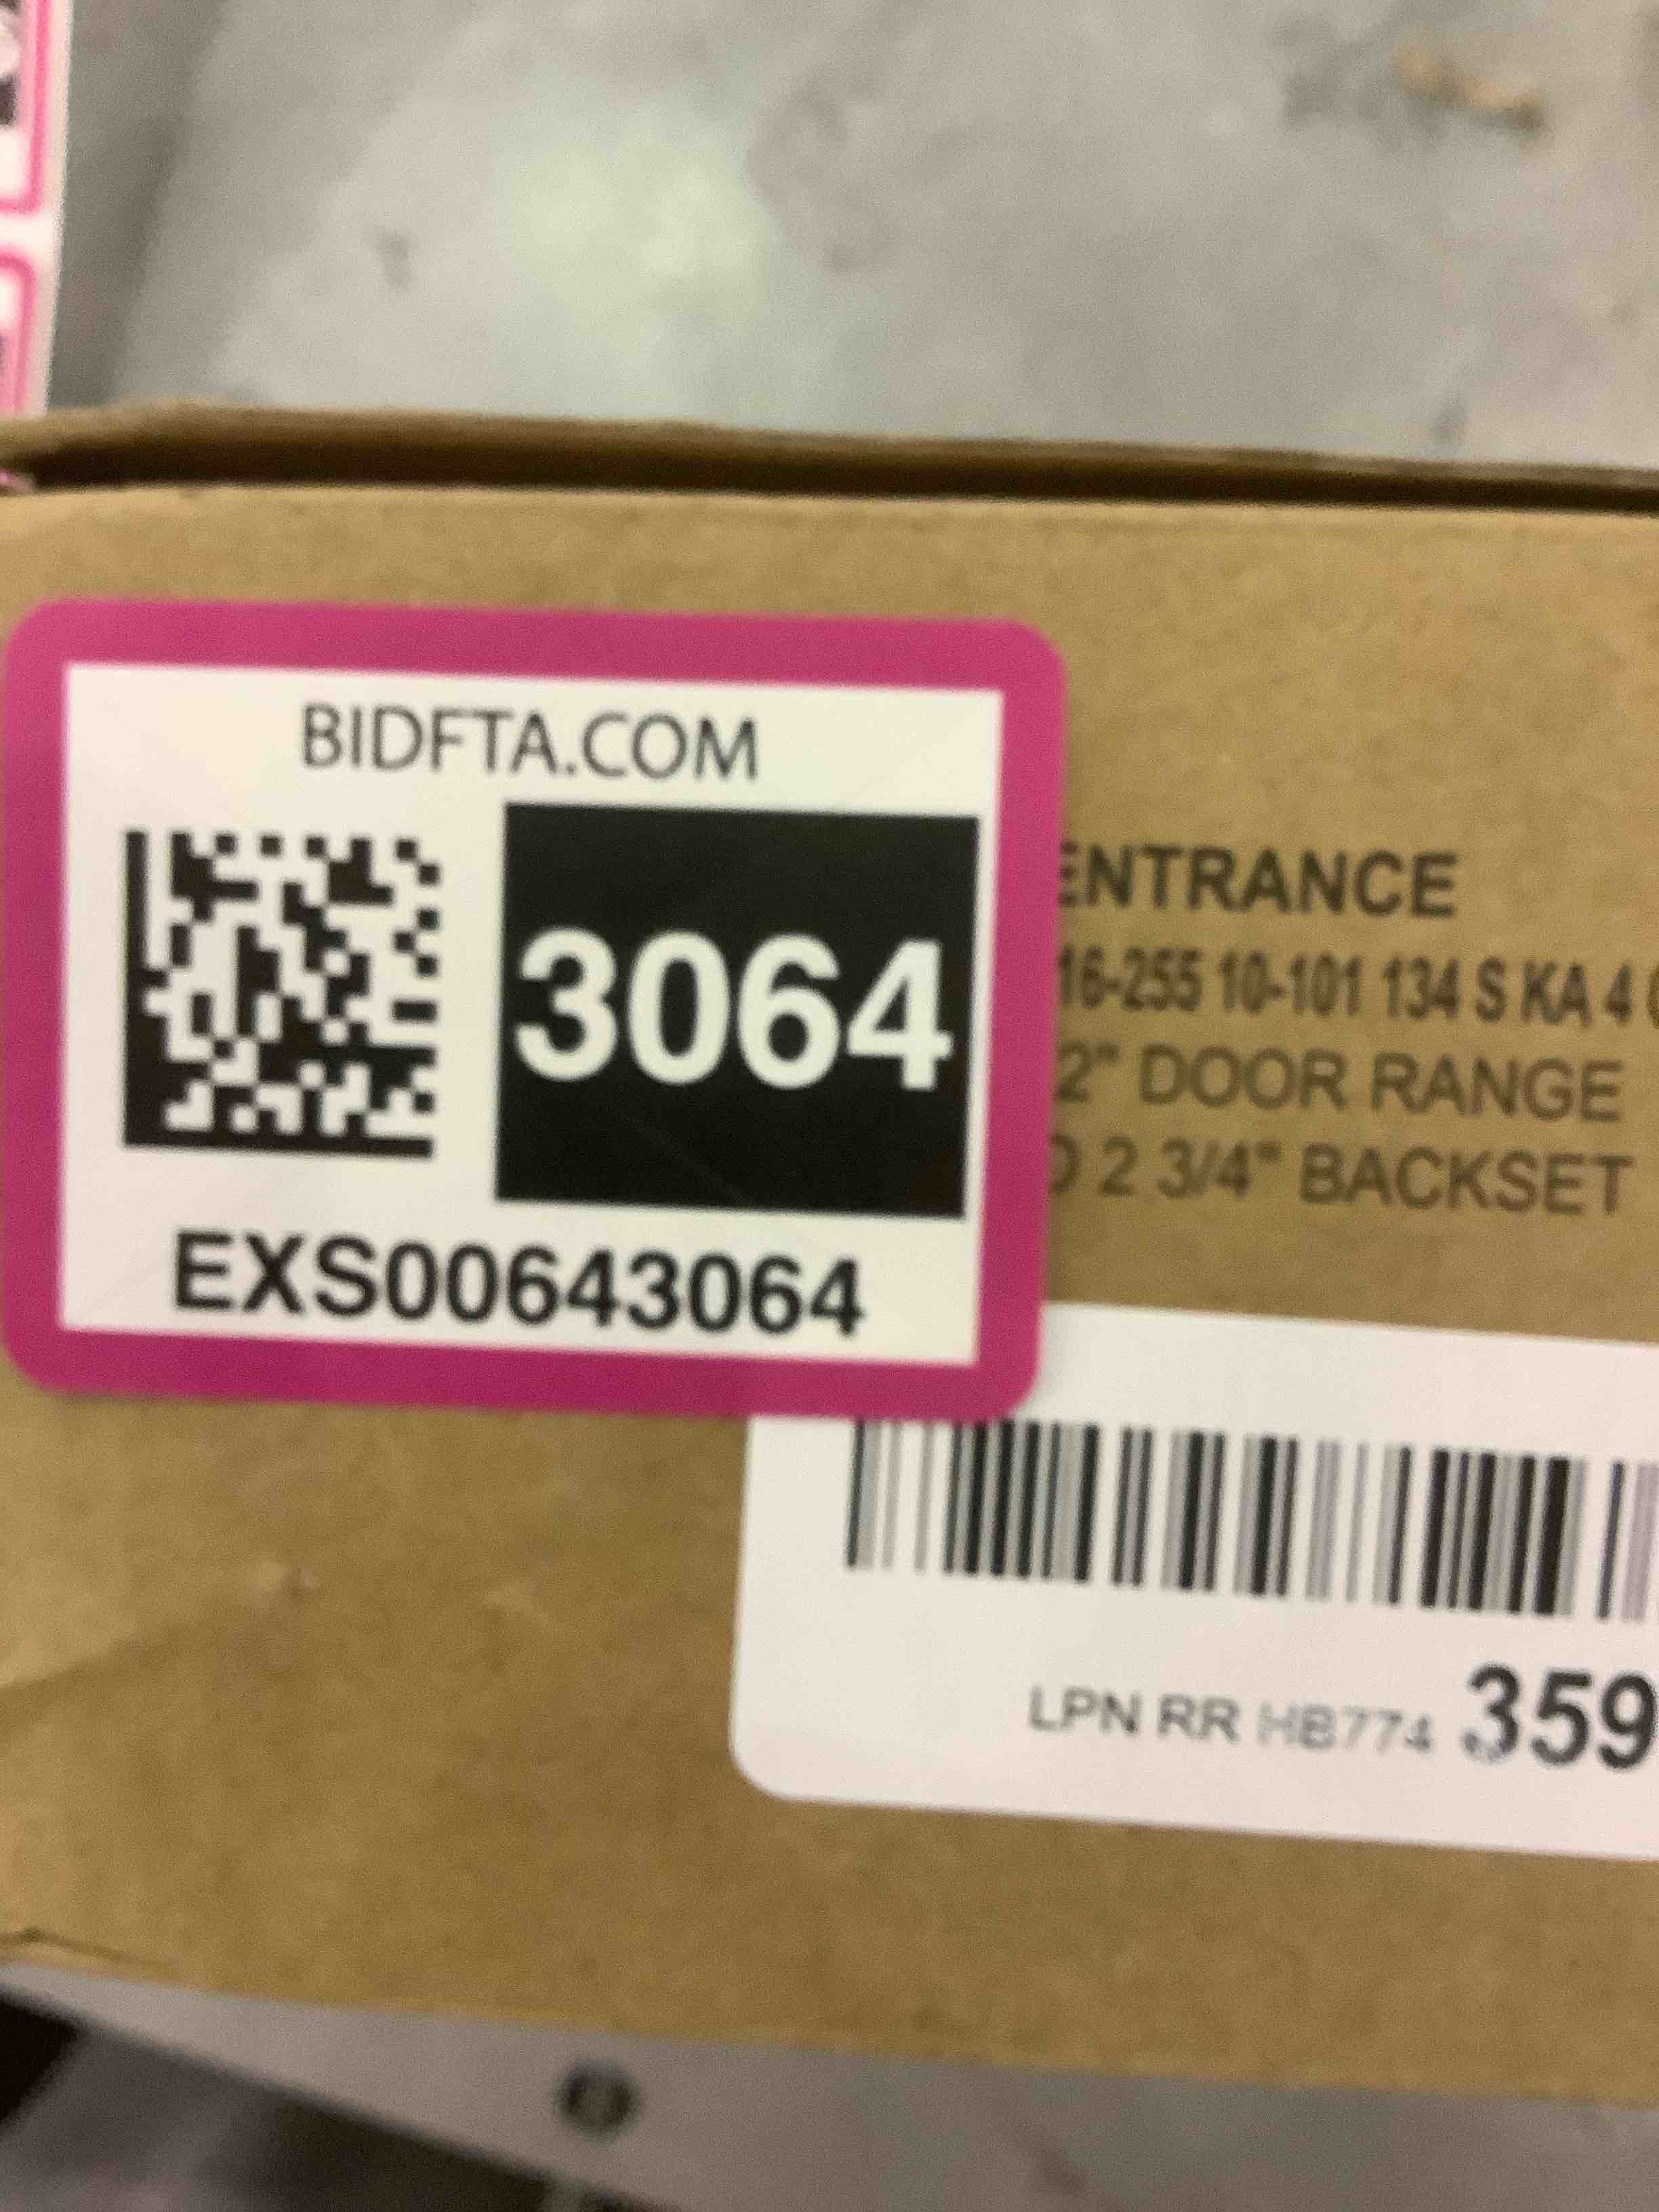 BIDFTA.COM
3064
EXS00643064
ENTRANCE
16-255 10-101 134 S KA 4
2" DOOR RANGE
2 3/4" BACKSET
LPN RR HB774 359